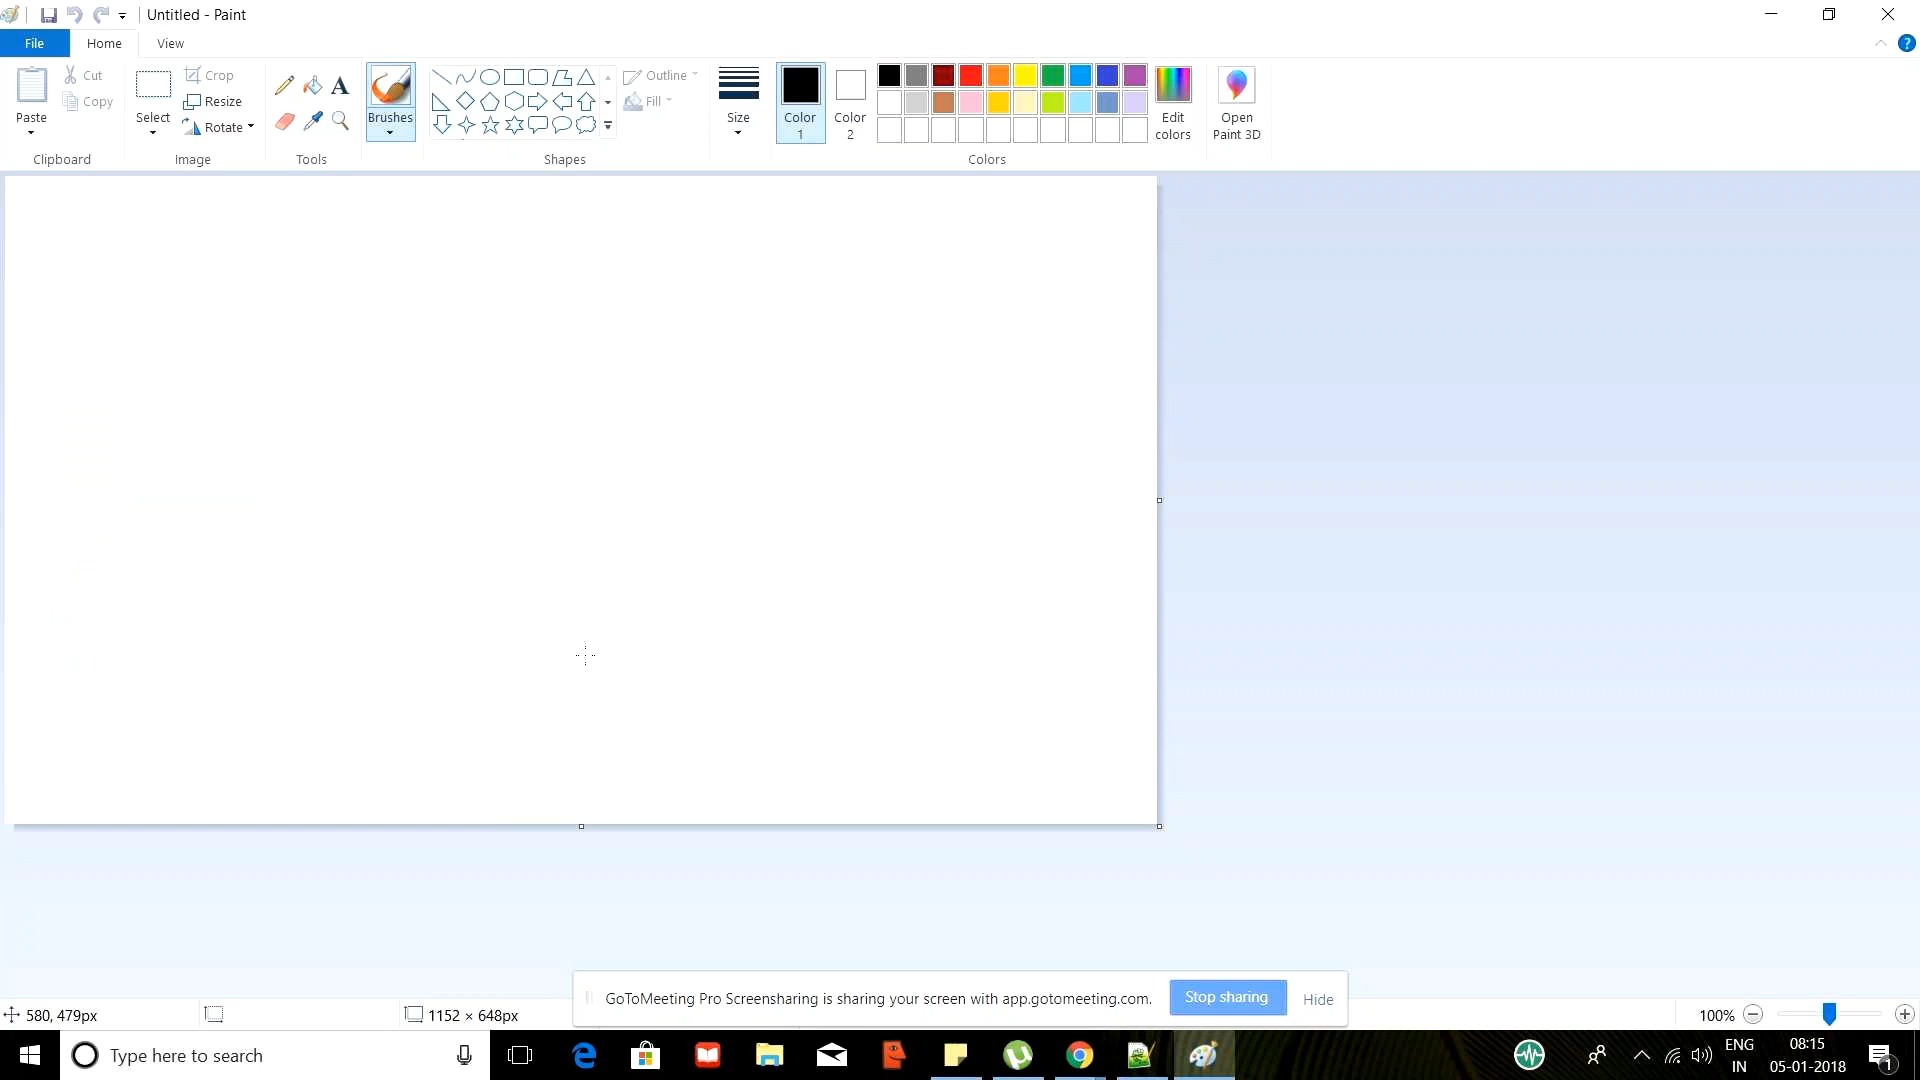 Untitled - Paint
File Home View
Paste
Cut
Copy
Clipboard
Select
Crop
Resize
Rotate
Image
A
Tools
Brushes
Shapes
Outline
Fill
Size
Color 1
Color 2
Colors
Edit colors
Open Paint 3D
?
GoToMeeting Pro Screensharing is sharing your screen with app.gotomeeting.com. Stop sharing Hide
580, 479px 1152 × 648px 100%
Type here to search
ENG
IN
08:15
05-01-2018
1